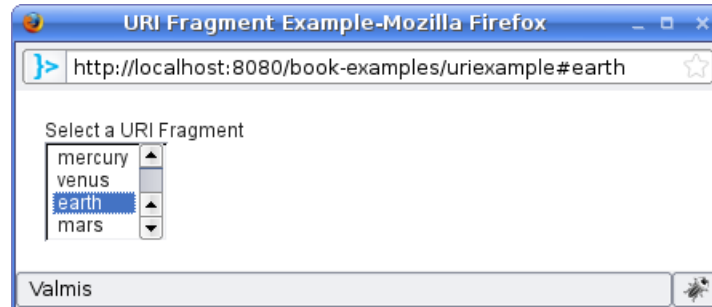 URI Fragment Example-Mozilla Firefox
http://localhost:8080/book-examples/uriexample#earth
Select a URI Fragment
mercury
venus
earth
mars
Valmis